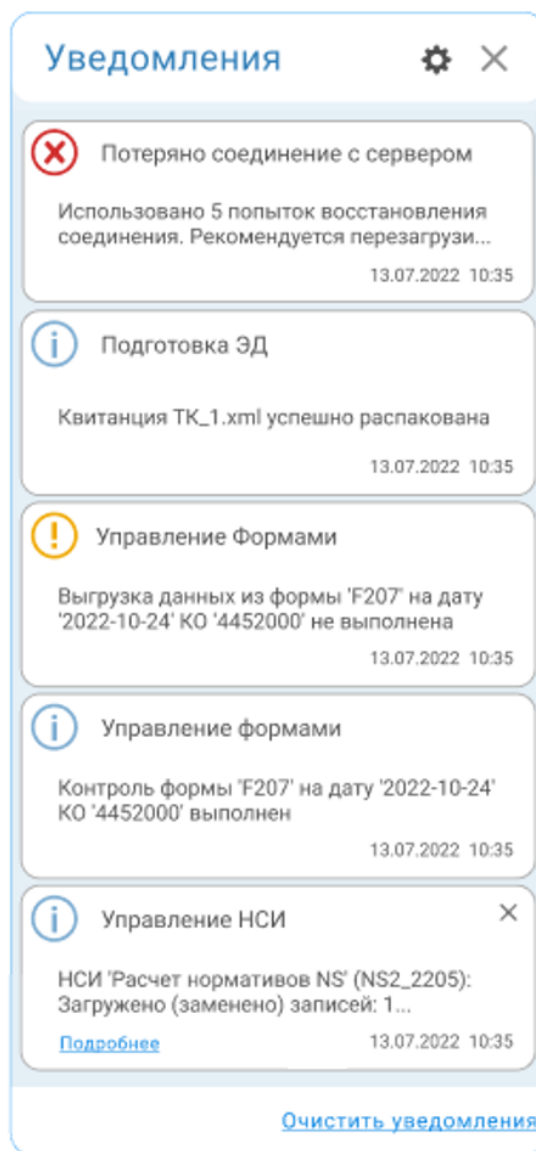 Уведомления
Потеряно соединение с сервером
Использовано 5 попыток восстановления
соединения. Рекомендуется перезагрузи...
13.07.2022 10:35
Подготовка ЭД
Квитанция ТК_1.xml успешно распакована
13.07.2022 10:35
Управление Формами
Выгрузка данных из формы 'F207' на дату
'2022-10-24' КО '4452000' не выполнена
13.07.2022 10:35
Управление формами
Контроль формы 'F207' на дату '2022-10-24'
КО '4452000' выполнен
13.07.2022 10:35
Управление НСИ
НСИ 'Расчет нормативов NS' (NS2_2205):
Загружено (заменено) записей: 1...
Подробнее 13.07.2022 10:35
Очистить уведомления